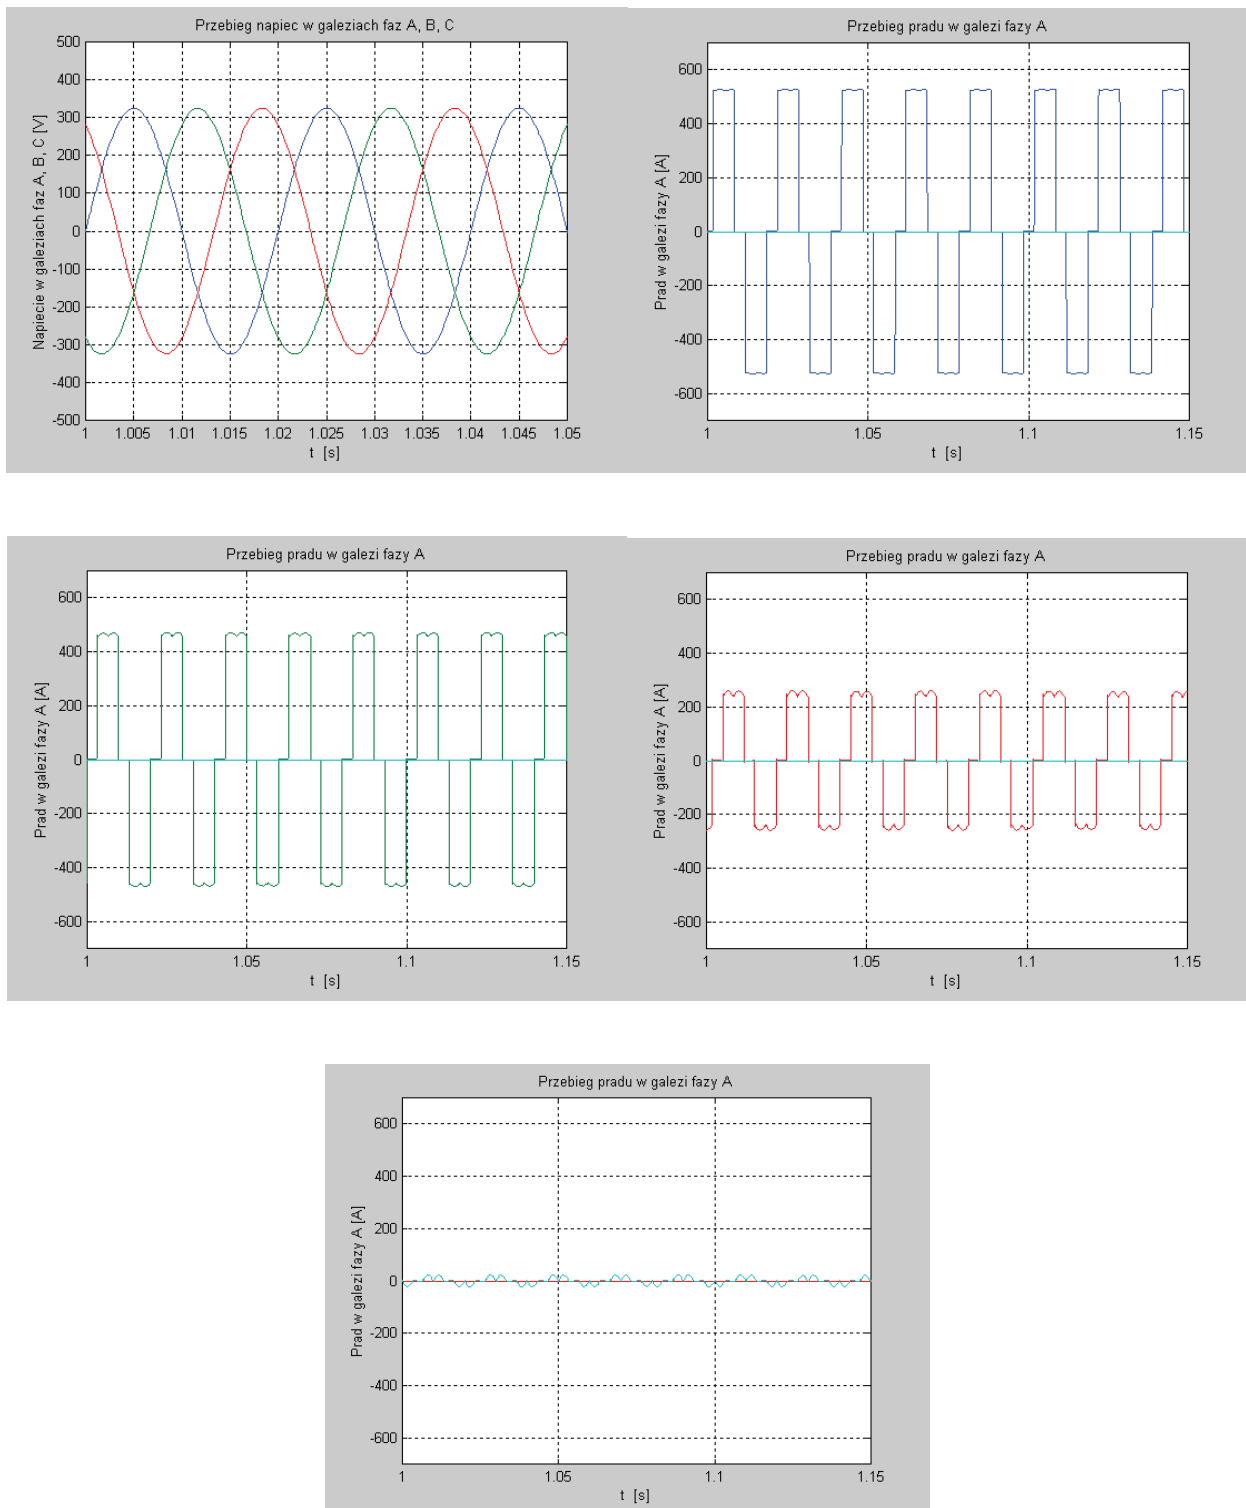 Przebieg napiec w galeziach faz A, B, C
Napiecie w galeziach faz A, B, C [V]
500
400
300
200
100
0
-100
-200
-300
-400
-500
1 1.005 1.01 1.015 1.02 1.025 1.03 1.035 1.04 1.045 1.05
t [s]
Przebieg pradu w galezi fazy A
Prad w galezi fazy A [A]
600
400
200
0
-200
-400
-600
1 1.05 1.1 1.15
t [s]
Przebieg pradu w galezi fazy A
Prad w galezi fazy A [A]
600
400
200
0
-200
-400
-600
1 1.05 1.1 1.15
t [s]
Przebieg pradu w galezi fazy A
Prad w galezi fazy A [A]
600
400
200
0
-200
-400
-600
1 1.05 1.1 1.15
t [s]
Przebieg pradu w galezi fazy A
Prad w galezi fazy A [A]
600
400
200
0
-200
-400
-600
1 1.05 1.1 1.15
t [s]